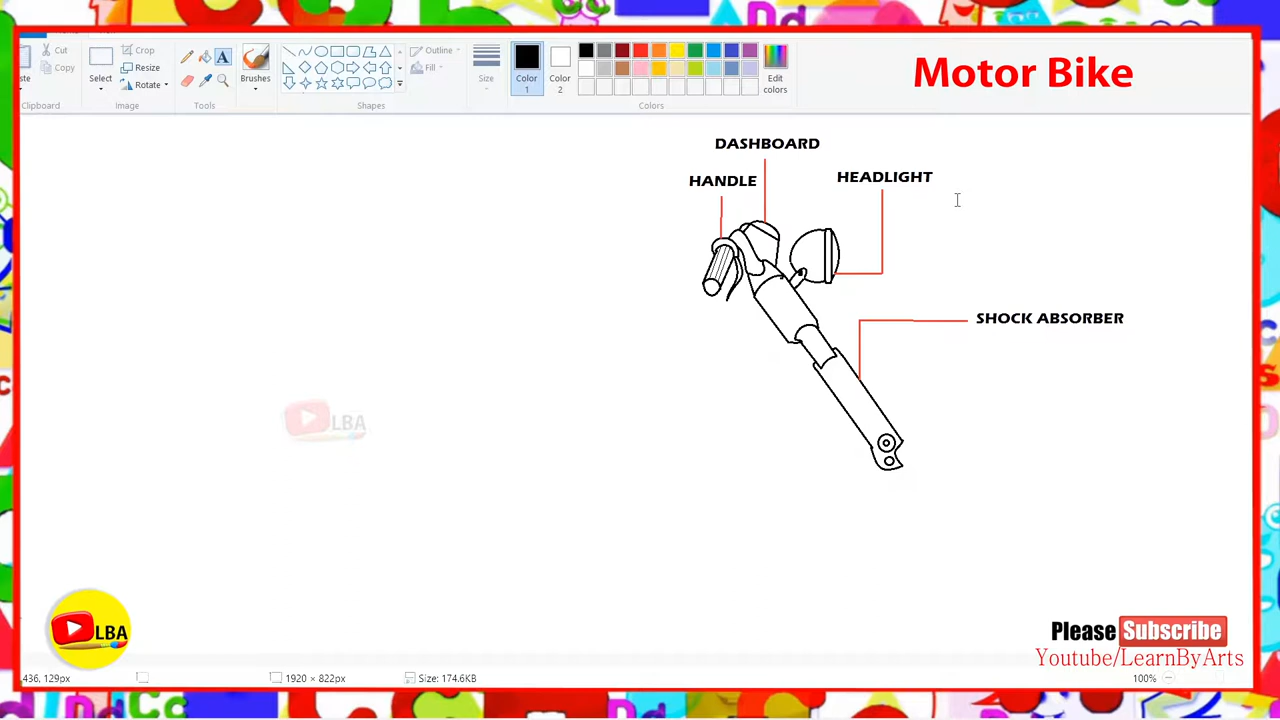 Cut
Copy
Clipboard
Select
Crop
Resize
Rotate
Image
Tools
Brushes
Outline
Fill
Shapes
Size
Color
1
Color
2
Edit
colors
Colors
Motor Bike
DASHBOARD
HANDLE
HEADLIGHT
SHOCK ABSORBER
LBA
LBA
Please Subscribe
Youtube/LearnByArts
436, 129px
1920 × 822px
Size: 174.6KB
100%